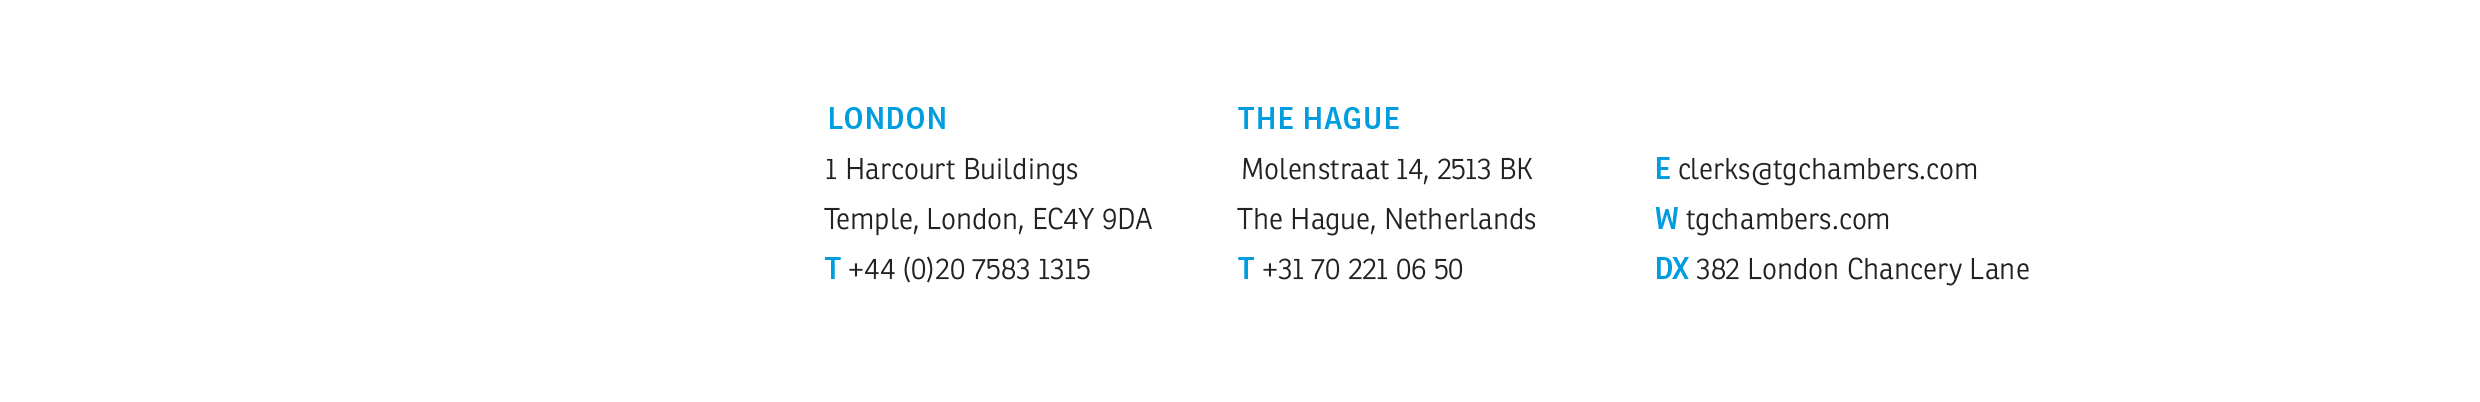 LONDON
1 Harcourt Buildings
Temple, London, EC4Y 9DA
T +44 (0)20 7583 1315
THE HAGUE
Molenstraat 14, 2513 BK
The Hague, Netherlands
T +31 70 221 06 50
E clerks@tgchambers.com
W tgchambers.com
DX 382 London Chancery Lane